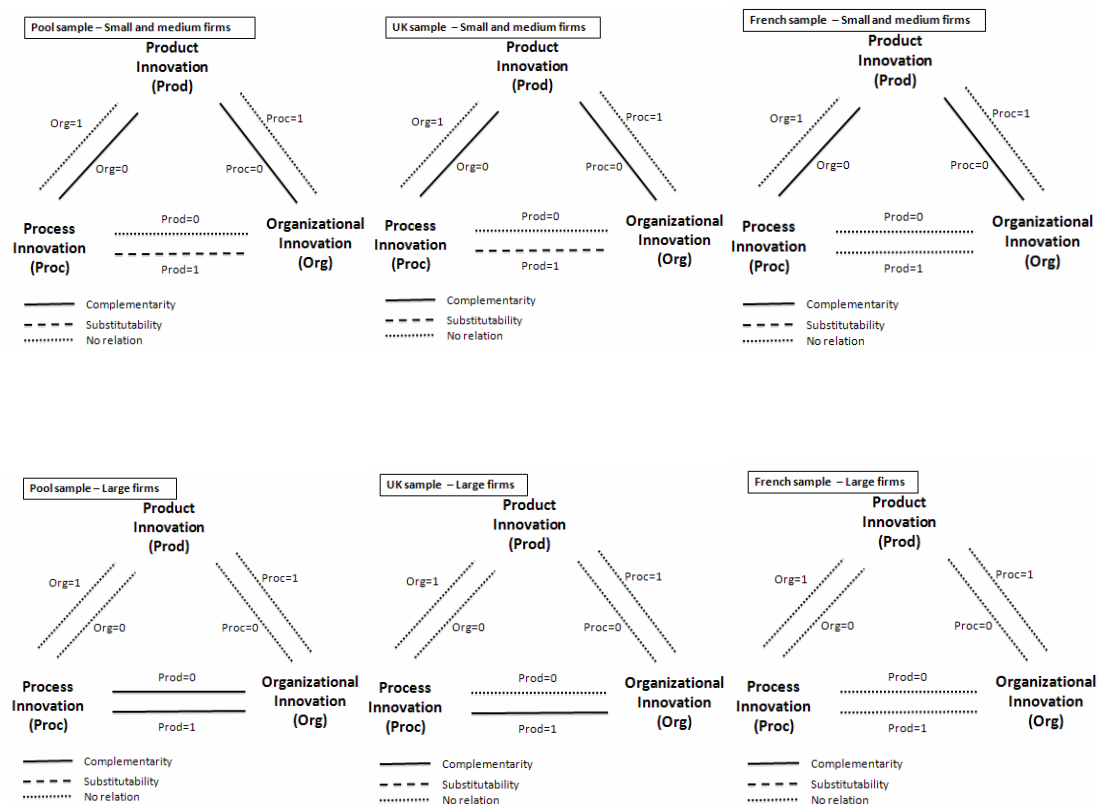 Pool sample – Small and medium firms
Product
Innovation
(Prod)
Org=1
Org=0
Proc=1
Proc=0
Process
Innovation
(Proc)
Prod=0
Prod=1
Organizational
Innovation
(Org)
Complementarity
Substitutability
No relation
UK sample – Small and medium firms
Product
Innovation
(Prod)
Org=1
Org=0
Proc=1
Proc=0
Process
Innovation
(Proc)
Prod=0
Prod=1
Organizational
Innovation
(Org)
Complementarity
Substitutability
No relation
French sample – Small and medium firms
Product
Innovation
(Prod)
Org=1
Org=0
Proc=1
Proc=0
Process
Innovation
(Proc)
Prod=0
Prod=1
Organizational
Innovation
(Org)
Complementarity
Substitutability
No relation
Pool sample – Large firms
Product
Innovation
(Prod)
Org=1
Org=0
Proc=1
Proc=0
Process
Innovation
(Proc)
Prod=0
Prod=1
Organizational
Innovation
(Org)
Complementarity
Substitutability
No relation
UK sample – Large firms
Product
Innovation
(Prod)
Org=1
Org=0
Proc=1
Proc=0
Process
Innovation
(Proc)
Prod=0
Prod=1
Organizational
Innovation
(Org)
Complementarity
Substitutability
No relation
French sample – Large firms
Product
Innovation
(Prod)
Org=1
Org=0
Proc=1
Proc=0
Process
Innovation
(Proc)
Prod=0
Prod=1
Organizational
Innovation
(Org)
Complementarity
Substitutability
No relation